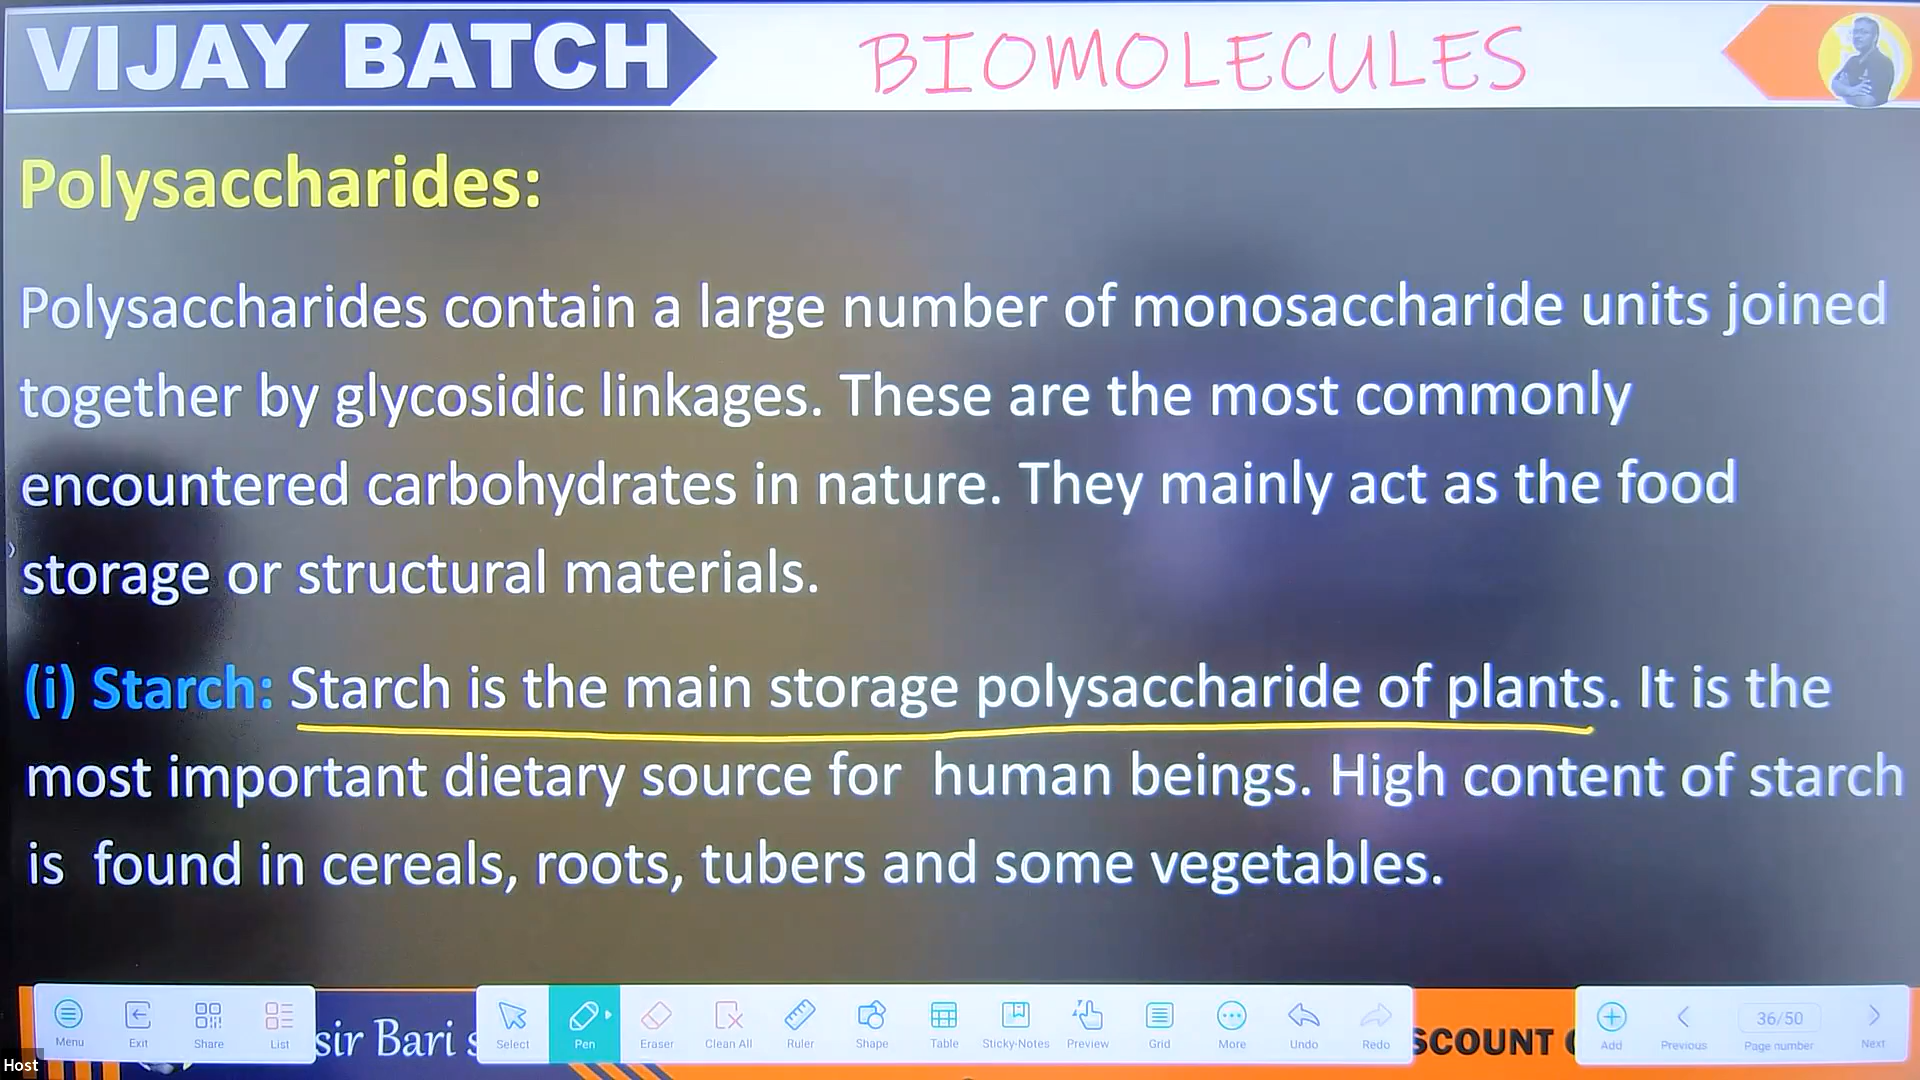 VIJAY BATCH
BIOMOLECULES
Polysaccharides:
Polysaccharides contain a large number of monosaccharide units joined
together by glycosidic linkages. These are the most commonly
encountered carbohydrates in nature. They mainly act as the food
storage or structural materials.
(i) Starch: Starch is the main storage polysaccharide of plants. It is the
most important dietary source for human beings. High content of starch
is found in cereals, roots, tubers and some vegetables.
sir Bari s
SCOUNT
Menu Exit Share List
Select Pen Eraser Clean All Ruler Shape Table Sticky-Notes Preview Grid More Undo Redo
Add Previous 36/50 Page number Next
Host